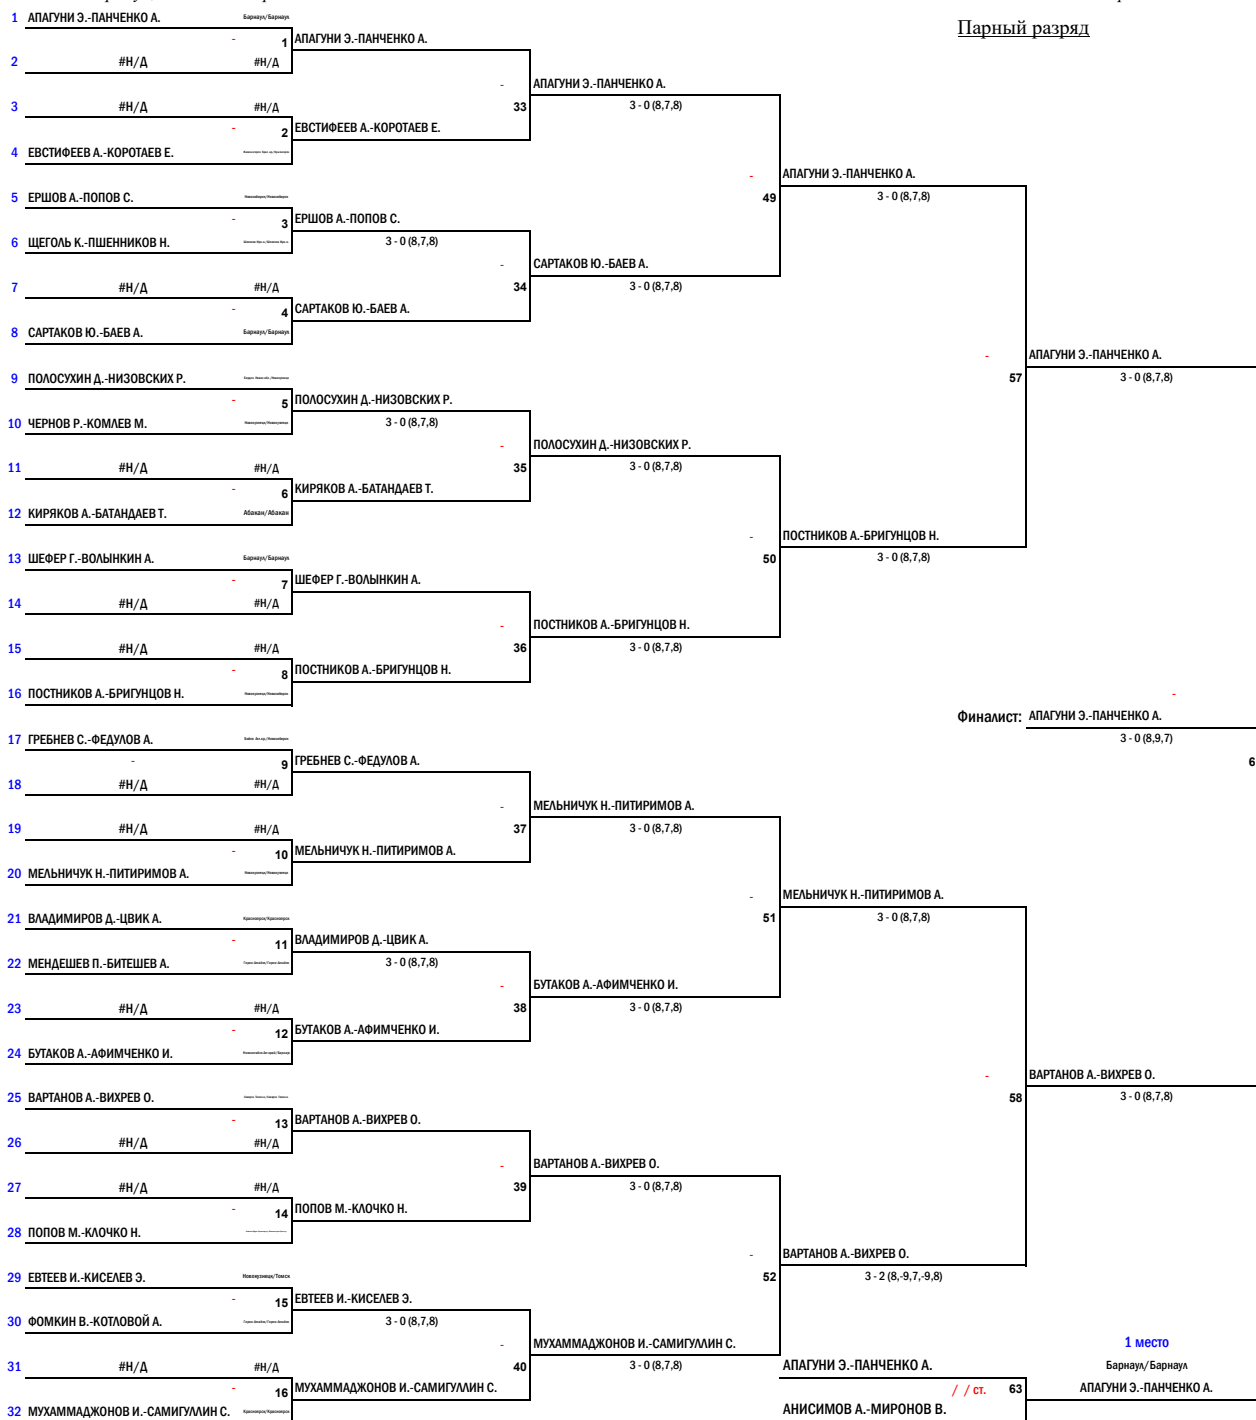 Парный разряд
1 АПАГУНИ Э.-ПАНЧЕНКО А. Барнаул/Барнаул
- 1 АПАГУНИ Э.-ПАНЧЕНКО А.
2 #Н/Д #Н/Д
- АПАГУНИ Э.-ПАНЧЕНКО А.
3 #Н/Д #Н/Д 33 3 - 0 (8,7,8)
- 2 ЕВСТИФЕЕВ А.-КОРОТАЕВ Е.
4 ЕВСТИФЕЕВ А.-КОРОТАЕВ Е.
- АПАГУНИ Э.-ПАНЧЕНКО А.
5 ЕРШОВ А.-ПОПОВ С. Новосибирск/Новосибирск 49 3 - 0 (8,7,8)
- 3 ЕРШОВ А.-ПОПОВ С.
6 ЩЕГОЛЬ К.-ПШЕННИКОВ Н. 3 - 0 (8,7,8)
- САРТАКОВ Ю.-БАЕВ А.
7 #Н/Д #Н/Д 34 3 - 0 (8,7,8)
- 4 САРТАКОВ Ю.-БАЕВ А.
8 САРТАКОВ Ю.-БАЕВ А. Барнаул/Барнаул
- АПАГУНИ Э.-ПАНЧЕНКО А.
9 ПОЛОСУХИН Д.-НИЗОВСКИХ Р. 57 3 - 0 (8,7,8)
- 5 ПОЛОСУХИН Д.-НИЗОВСКИХ Р.
10 ЧЕРНОВ Р.-КОМЛЕВ М. Новокузнецк/Новокузнецк 3 - 0 (8,7,8)
- ПОЛОСУХИН Д.-НИЗОВСКИХ Р.
11 #Н/Д #Н/Д 35 3 - 0 (8,7,8)
- 6 КИРЯКОВ А.-БАТАНДАЕВ Т.
12 КИРЯКОВ А.-БАТАНДАЕВ Т. Абакан/Абакан
- ПОСТНИКОВ А.-БРИГУНЦОВ Н.
13 ШЕФЕР Г.-ВОЛЫНКИН А. Барнаул/Барнаул 50 3 - 0 (8,7,8)
- 7 ШЕФЕР Г.-ВОЛЫНКИН А.
14 #Н/Д #Н/Д
- ПОСТНИКОВ А.-БРИГУНЦОВ Н.
15 #Н/Д #Н/Д 36 3 - 0 (8,7,8)
- 8 ПОСТНИКОВ А.-БРИГУНЦОВ Н.
16 ПОСТНИКОВ А.-БРИГУНЦОВ Н. Новокузнецк/Новосибирск -
Финалист: АПАГУНИ Э.-ПАНЧЕНКО А.
17 ГРЕБНЕВ С.-ФЕДУЛОВ А. 3 - 0 (8,9,7)
- 9 ГРЕБНЕВ С.-ФЕДУЛОВ А. 6
18 #Н/Д #Н/Д
- МЕЛЬНИЧУК Н.-ПИТИРИМОВ А.
19 #Н/Д #Н/Д 37 3 - 0 (8,7,8)
- 10 МЕЛЬНИЧУК Н.-ПИТИРИМОВ А.
20 МЕЛЬНИЧУК Н.-ПИТИРИМОВ А. Новокузнецк/Новокузнецк
- МЕЛЬНИЧУК Н.-ПИТИРИМОВ А.
21 ВЛАДИМИРОВ Д.-ЦВИК А. Красноярск/Красноярск 51 3 - 0 (8,7,8)
- 11 ВЛАДИМИРОВ Д.-ЦВИК А.
22 МЕНДЕШЕВ П.-БИТЕШЕВ А. 3 - 0 (8,7,8)
- БУТАКОВ А.-АФИМЧЕНКО И.
23 #Н/Д #Н/Д 38 3 - 0 (8,7,8)
- 12 БУТАКОВ А.-АФИМЧЕНКО И.
24 БУТАКОВ А.-АФИМЧЕНКО И.
- ВАРТАНОВ А.-ВИХРЕВ О.
25 ВАРТАНОВ А.-ВИХРЕВ О. 58 3 - 0 (8,7,8)
- 13 ВАРТАНОВ А.-ВИХРЕВ О.
26 #Н/Д #Н/Д
- ВАРТАНОВ А.-ВИХРЕВ О.
27 #Н/Д #Н/Д 39 3 - 0 (8,7,8)
- 14 ПОПОВ М.-КЛОЧКО Н.
28 ПОПОВ М.-КЛОЧКО Н.
- ВАРТАНОВ А.-ВИХРЕВ О.
29 ЕВТЕЕВ И.-КИСЕЛЕВ Э. Новокузнецк/Томск 52 3 - 2 (8,-9,7,-9,8)
- 15 ЕВТЕЕВ И.-КИСЕЛЕВ Э.
30 ФОМКИН В.-КОТЛОВОЙ А. 3 - 0 (8,7,8)
- МУХАММАДЖОНОВ И.-САМИГУЛЛИН С. 1 место
31 #Н/Д #Н/Д 40 3 - 0 (8,7,8) АПАГУНИ Э.-ПАНЧЕНКО А. Барнаул/Барнаул
- 16 МУХАММАДЖОНОВ И.-САМИГУЛЛИН С. / / ст. 63 АПАГУНИ Э.-ПАНЧЕНКО А.
32 МУХАММАДЖОНОВ И.-САМИГУЛЛИН С. Красноярск/Красноярск АНИСИМОВ А.-МИРОНОВ В.